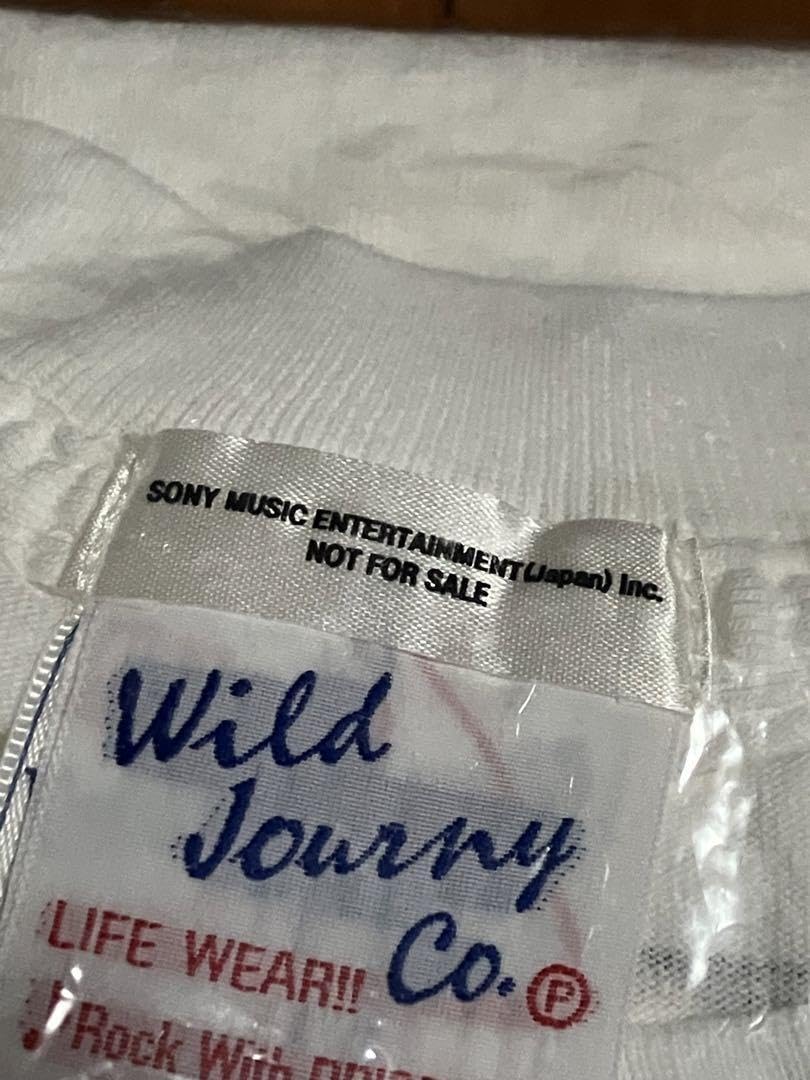 SONY MUSIC ENTERTAINMENT(Japan) Inc.
NOT FOR SALE
Wild
Journy
Co. Ⓟ
LIFE WEAR!!
Rock With